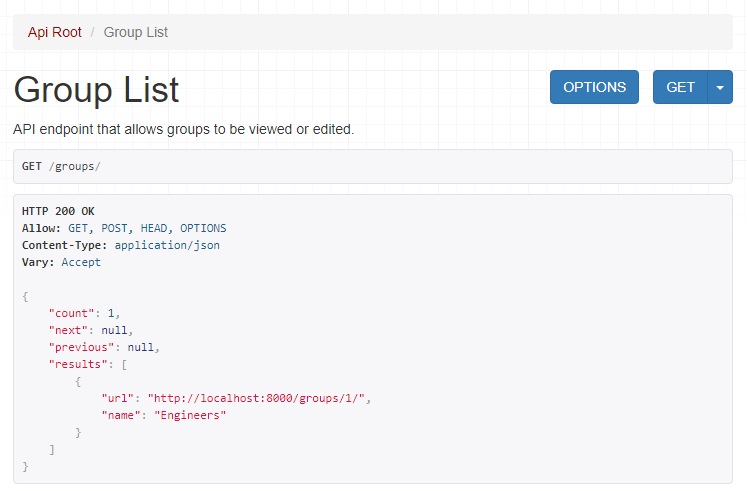 Api Root / Group List
Group List
OPTIONS
GET
API endpoint that allows groups to be viewed or edited.
GET /groups/
HTTP 200 OK
Allow: GET, POST, HEAD, OPTIONS
Content-Type: application/json
Vary: Accept
{
    "count": 1,
    "next": null,
    "previous": null,
    "results": [
        {
            "url": "http://localhost:8000/groups/1/",
            "name": "Engineers"
        }
    ]
}